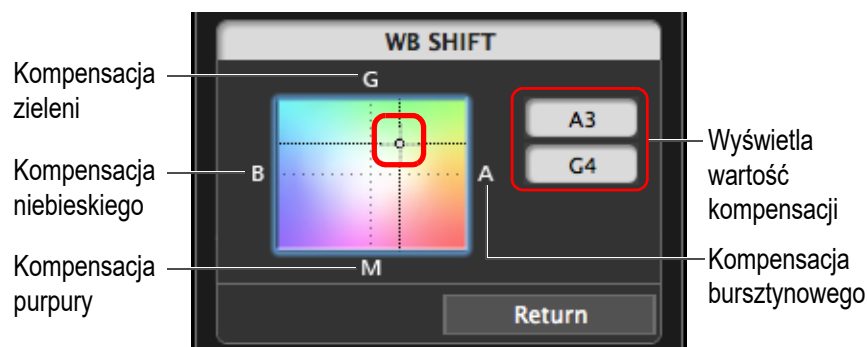 WB SHIFT
Kompensacja
zieleni
G
A3
G4
Wyświetla
wartość
kompensacji
Kompensacja
niebieskiego
B
A
Kompensacja
purpury
M
Kompensacja
bursztynowego
Return